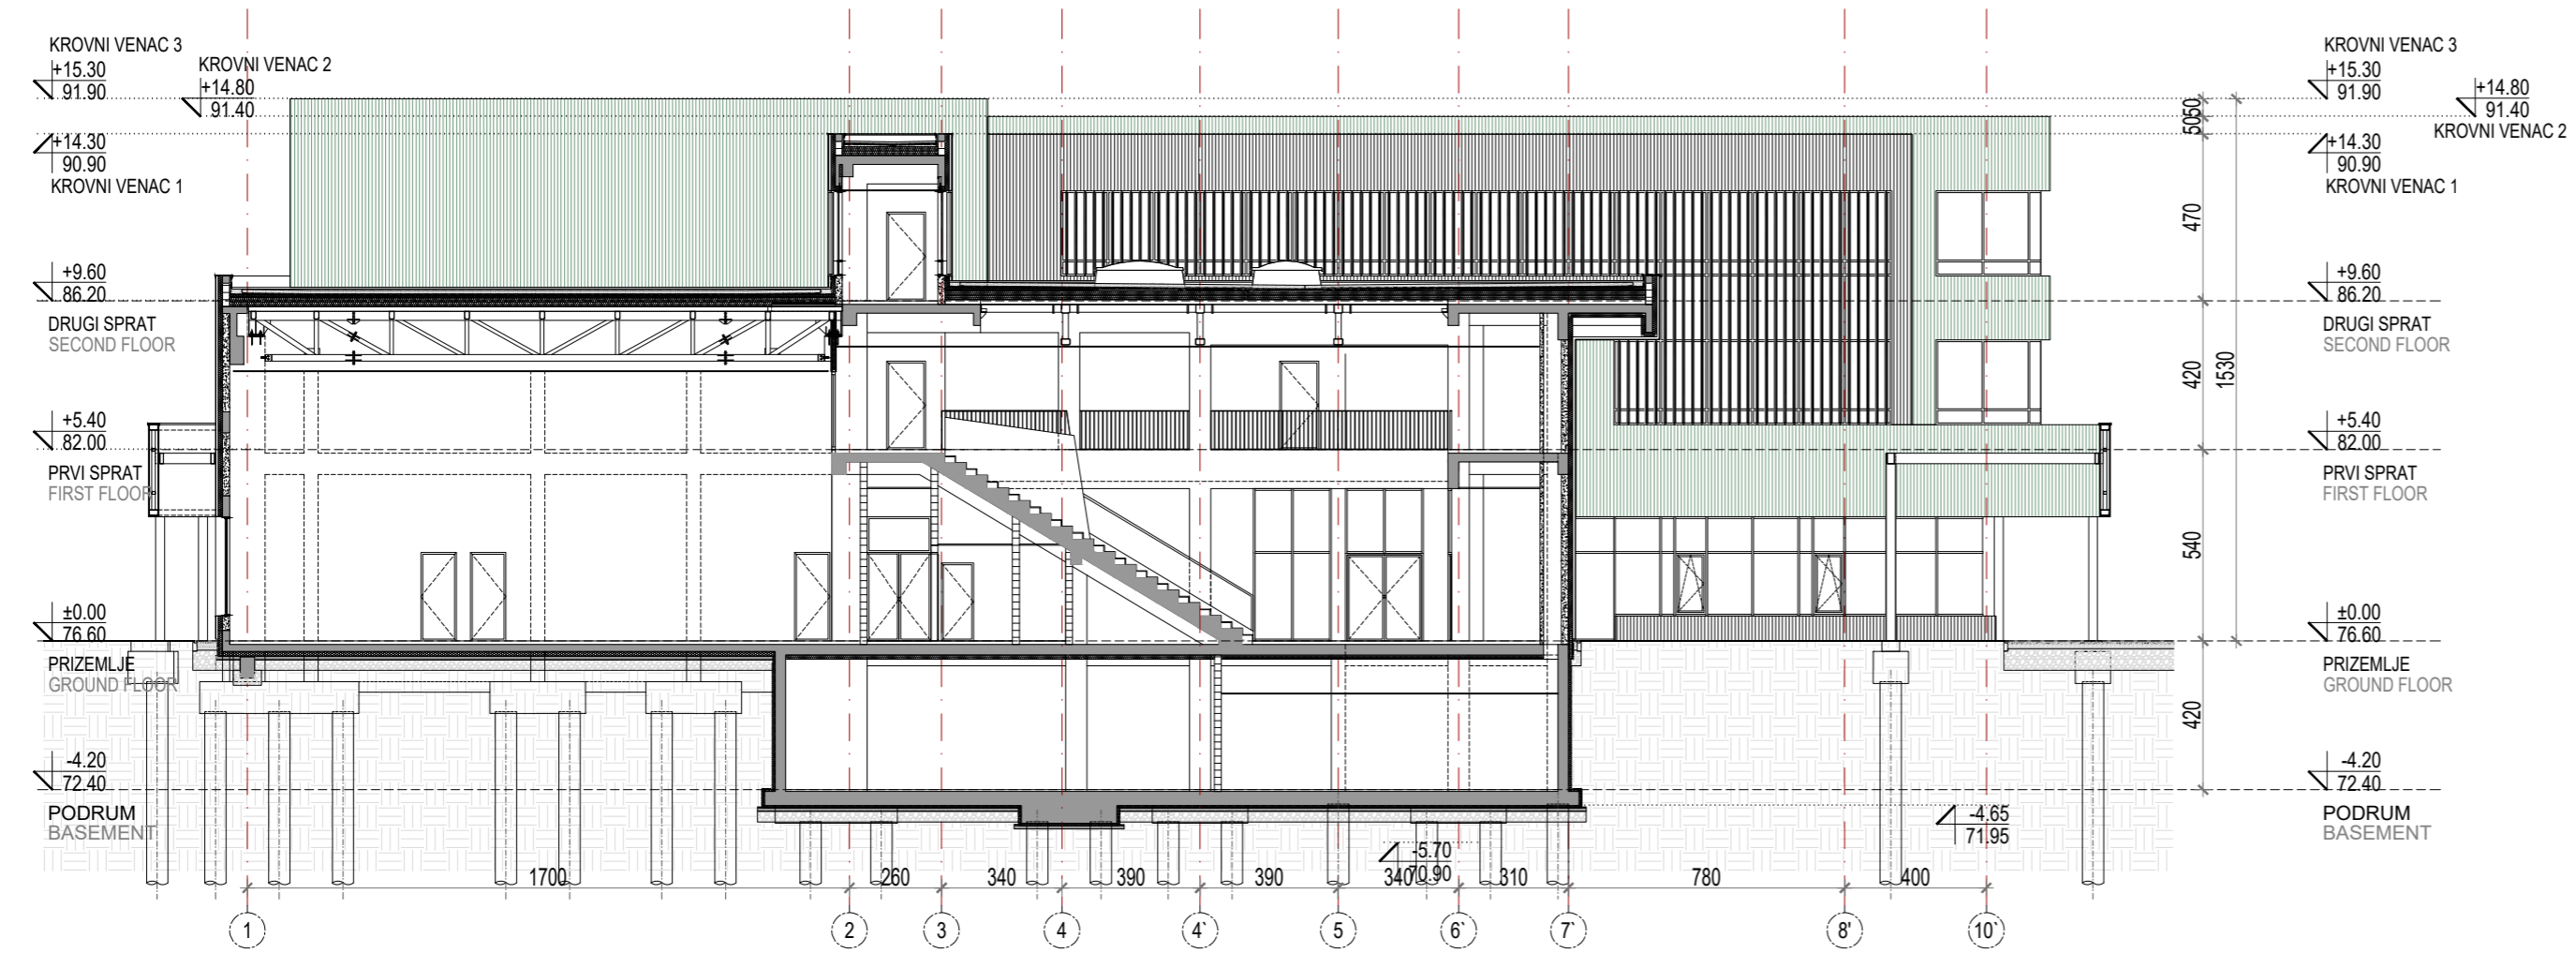 KROVNI VENAC 3
+15.30
91.90
KROVNI VENAC 2
+14.80
91.40
+14.30
90.90
KROVNI VENAC 1
+9.60
86.20
DRUGI SPRAT
SECOND FLOOR
+5.40
82.00
PRVI SPRAT
FIRST FLOOR
±0.00
76.60
PRIZEMLJE
GROUND FLOOR
-4.20
72.40
PODRUM
BASEMENT
KROVNI VENAC 3
+15.30
91.90
+14.80
91.40
KROVNI VENAC 2
+14.30
90.90
KROVNI VENAC 1
+9.60
86.20
DRUGI SPRAT
SECOND FLOOR
+5.40
82.00
PRVI SPRAT
FIRST FLOOR
±0.00
76.60
PRIZEMLJE
GROUND FLOOR
-4.20
72.40
PODRUM
BASEMENT
50
50
470
420
540
420
1530
-4.65
71.95
-5.70
70.90
1700 260 340 390 390 340 310 780 400
1 2 3 4 4` 5 6` 7` 8' 10`